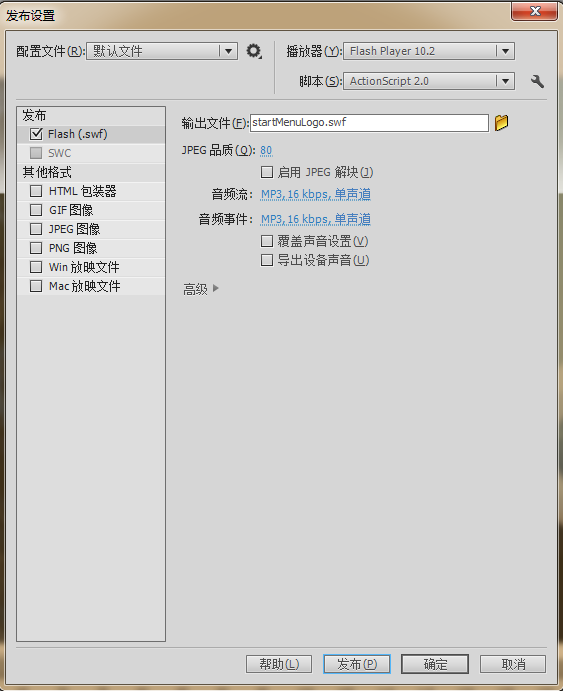 发布设置
配置文件(R): 默认文件
播放器(Y): Flash Player 10.2
脚本(S): ActionScript 2.0
发布
Flash (.swf)
SWC
其他格式
HTML 包装器
GIF 图像
JPEG 图像
PNG 图像
Win 放映文件
Mac 放映文件
输出文件(F): startMenuLogo.swf
JPEG 品质(Q): 80
启用 JPEG 解块(J)
音频流: MP3, 16 kbps, 单声道
音频事件: MP3, 16 kbps, 单声道
覆盖声音设置(V)
导出设备声音(U)
高级
帮助(L) 发布(P) 确定 取消